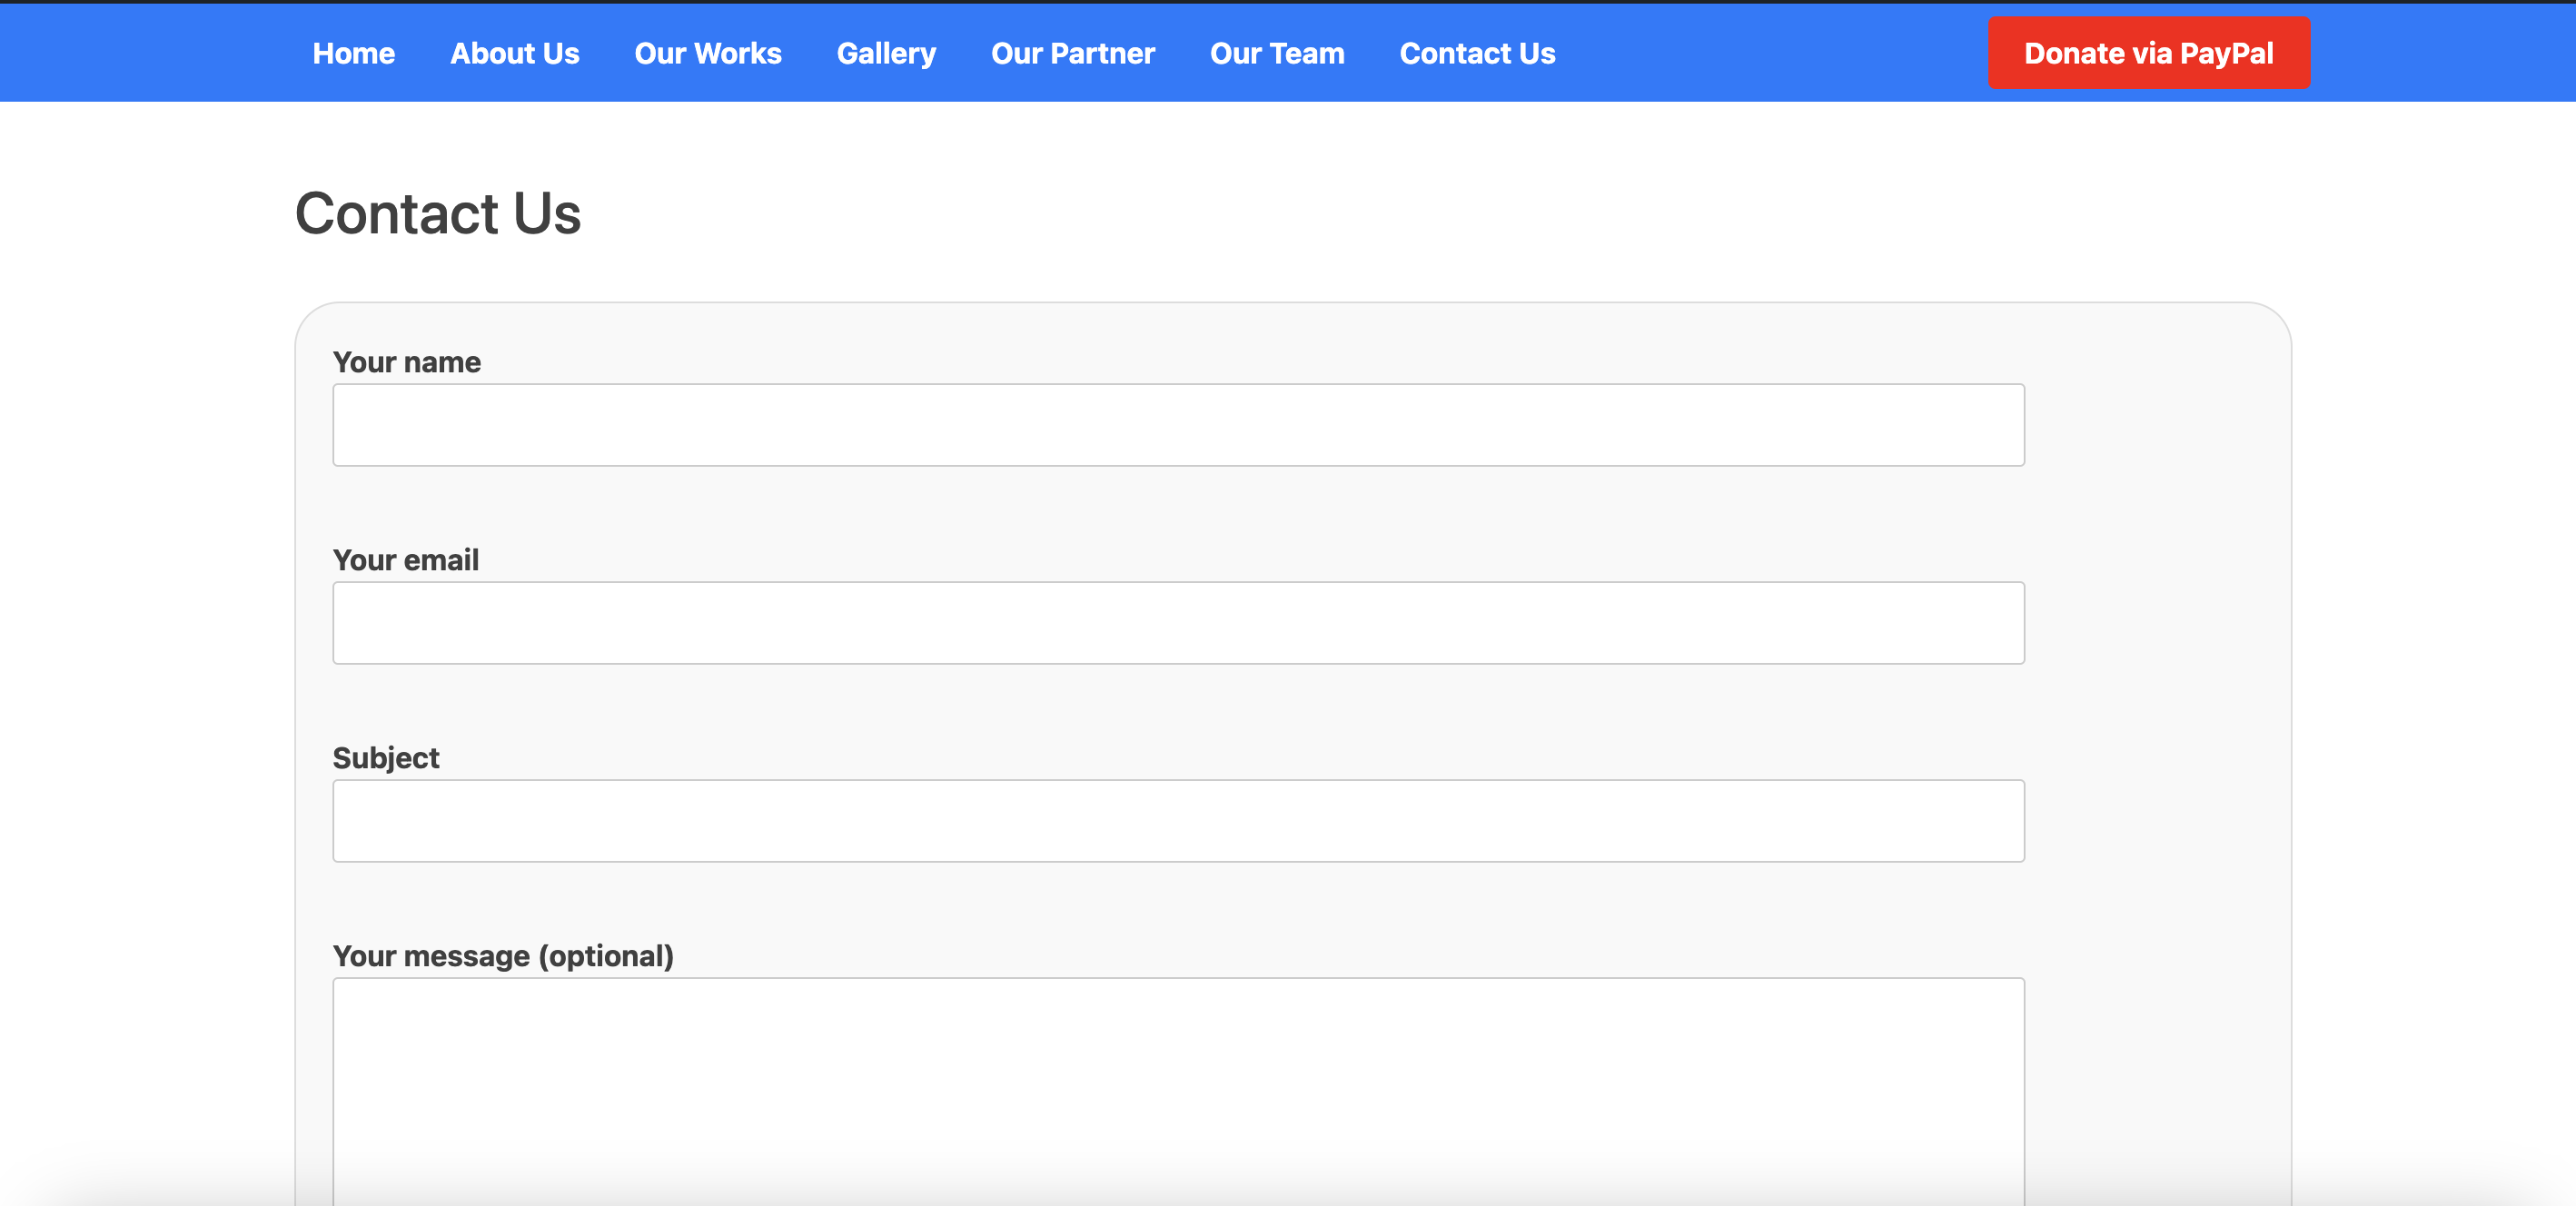 Home About Us Our Works Gallery Our Partner Our Team Contact Us Donate via PayPal
Contact Us
Your name
Your email
Subject
Your message (optional)